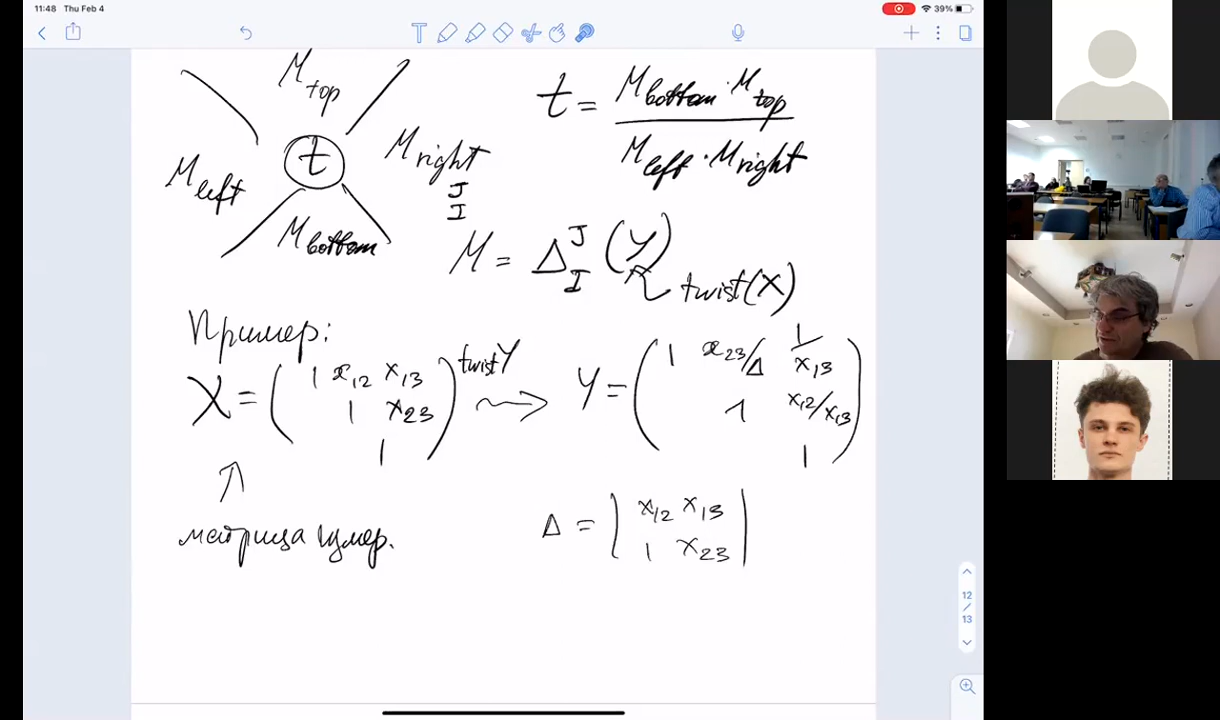 11:48 Thu Feb 4
39%
M_top
t = M_bottom · M_top / M_left · M_right
M_left
t
M_right
J
I
M_bottom
M = Δ_I^J (Y)
twist(X)
Пример:
X = ( 1 x_12 x_13
1 x_23
1 )
twist Y
Y = ( 1 x_23/Δ 1/x_13
1 x_12/x_13
1 )
Δ = | x_12 x_13
1 x_23 |
матрица
12
/
13